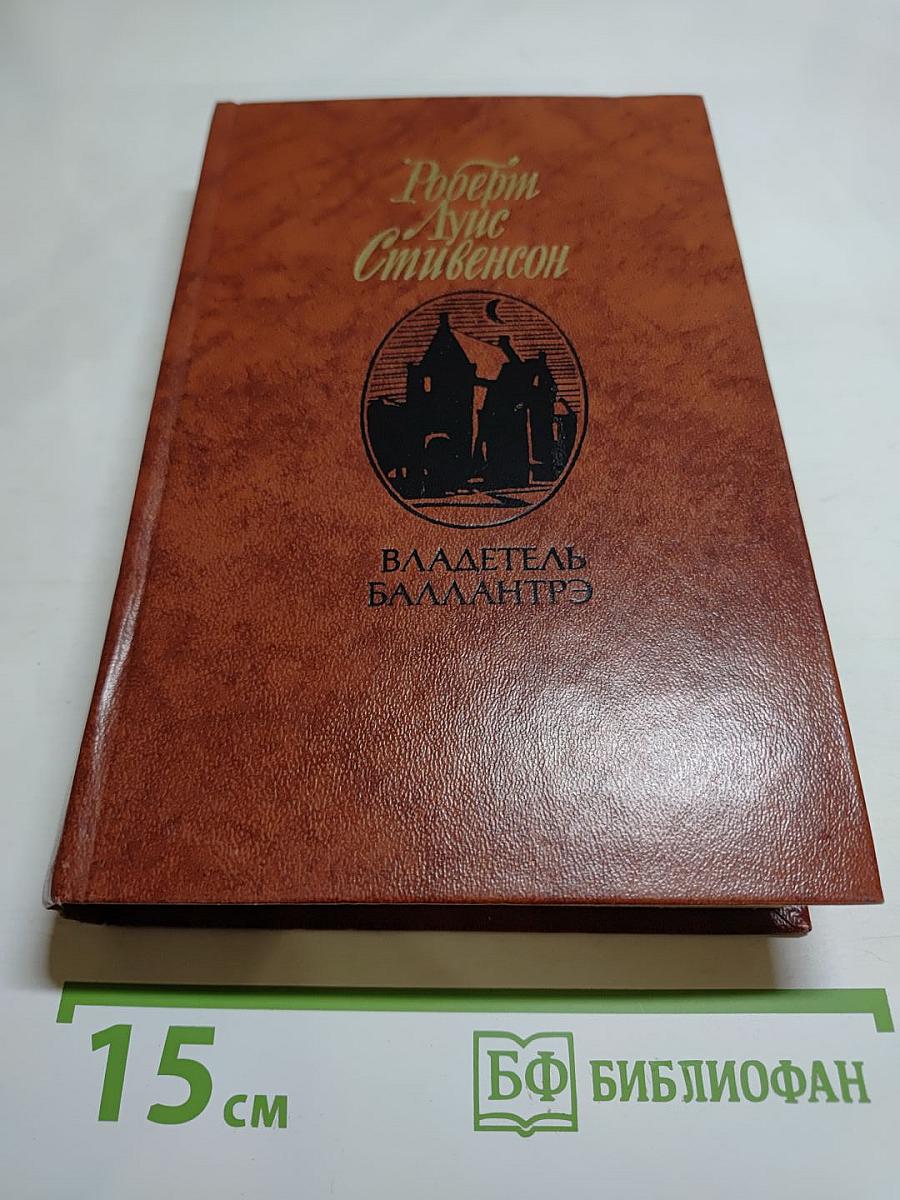 Роберт
Луис
Стивенсон
ВЛАДЕТЕЛЬ
БАЛЛАНТРЭ
15 см
БФ БИБЛИОФАН